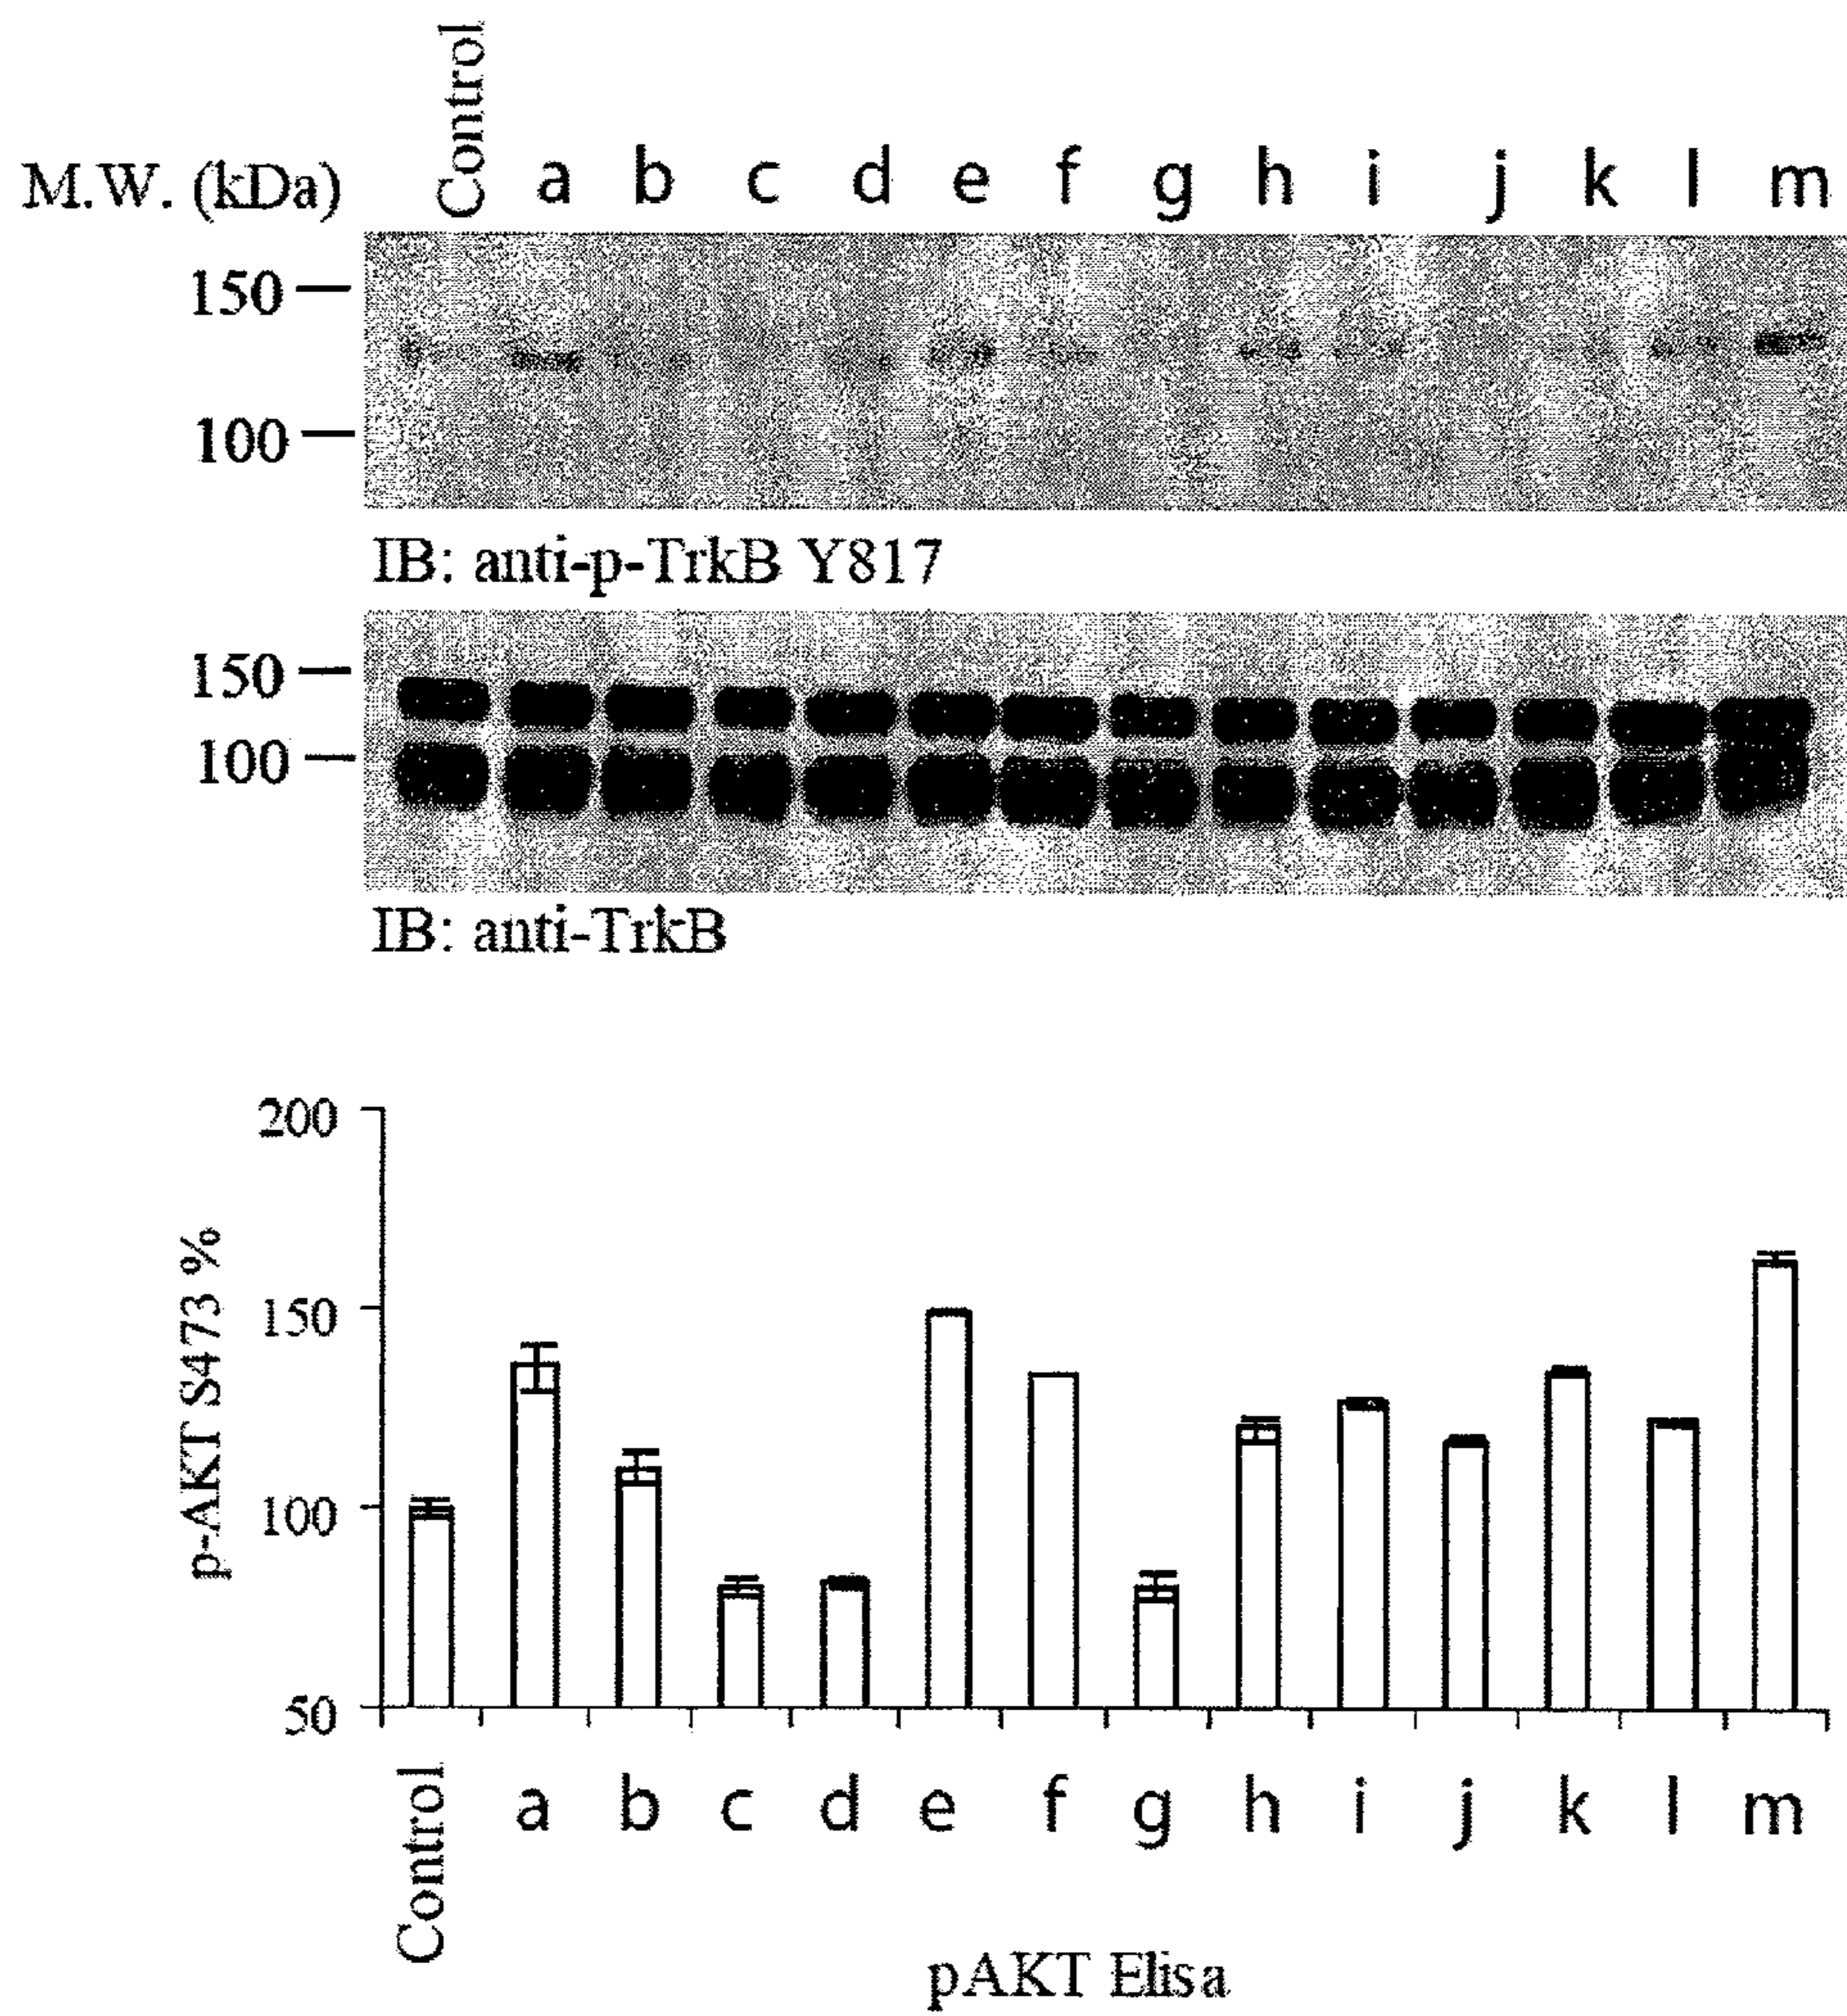 M.W. (kDa) Control a b c d e f g h i j k l m
150
100
IB: anti-p-TrkB Y817
150
100
IB: anti-TrkB
200
150
100
50
p-AKT S473 %
Control a b c d e f g h i j k l m
pAKT Elisa